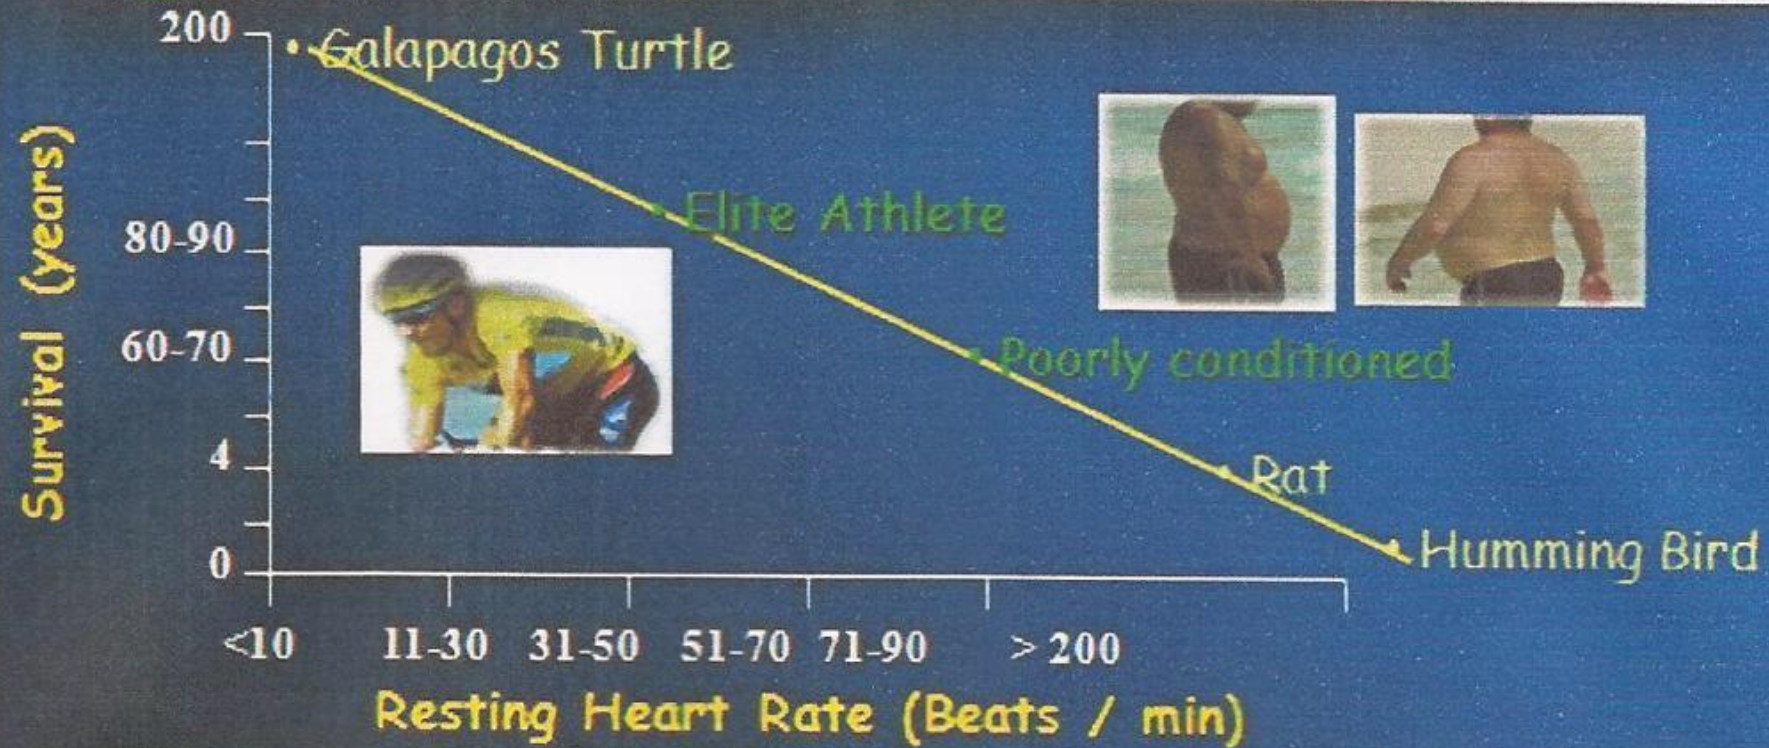 200
Galapagos Turtle
Elite Athlete
80-90
60-70
Poorly conditioned
4
Rat
0
Humming Bird
Survival (years)
<10 11-30 31-50 51-70 71-90 > 200
Resting Heart Rate (Beats / min)